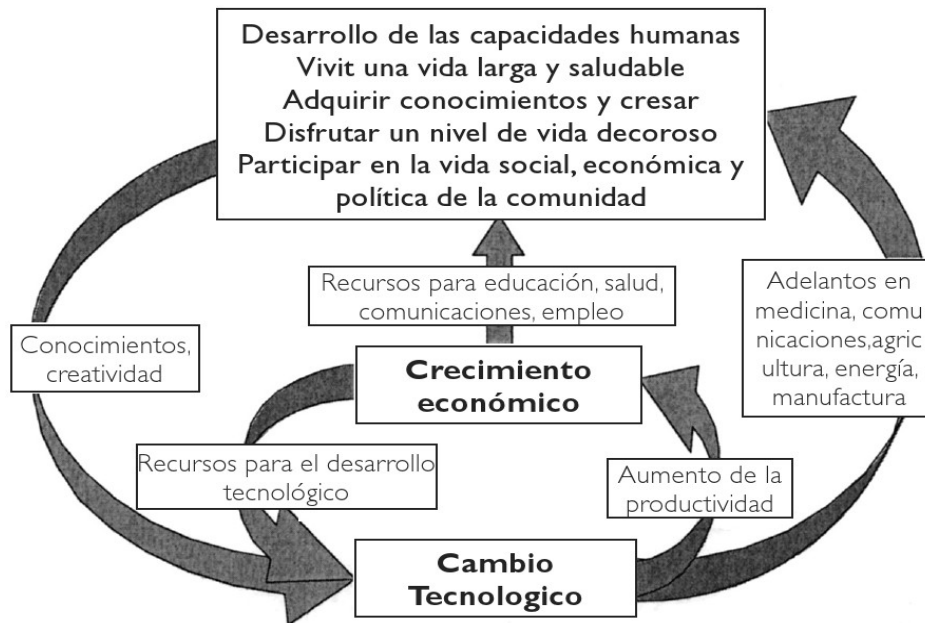 Desarrollo de las capacidades humanas
Vivit una vida larga y saludable
Adquirir conocimientos y cresar
Disfrutar un nivel de vida decoroso
Participar en la vida social, económica y
política de la comunidad
Recursos para educación, salud,
comunicaciones, empleo
Adelantos en
medicina, comu
nicaciones,agric
ultura, energía,
manufactura
Conocimientos,
creatividad
Crecimiento
económico
Recursos para el desarrollo
tecnológico
Aumento de la
productividad
Cambio
Tecnologico